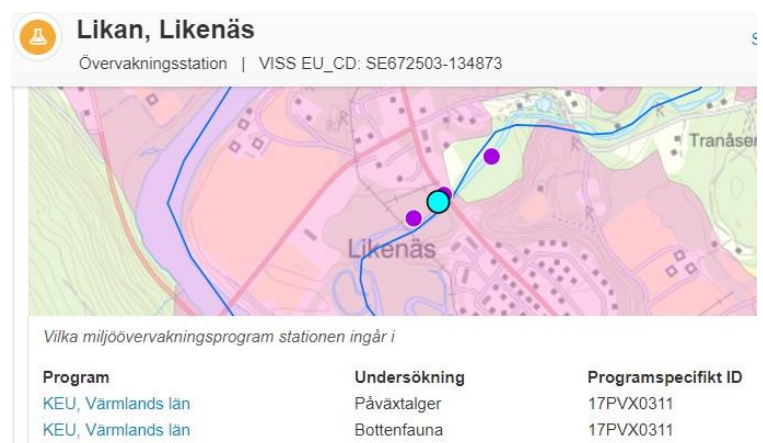 Likan, Likenäs
Övervakningsstation | VISS EU_CD: SE672503-134873
Tranåsen
Likenäs
Vilka miljöövervakningsprogram stationen ingår i
Program Undersökning Programspecifikt ID
KEU, Värmlands län Påväxtalger 17PVX0311
KEU, Värmlands län Bottenfauna 17PVX0311